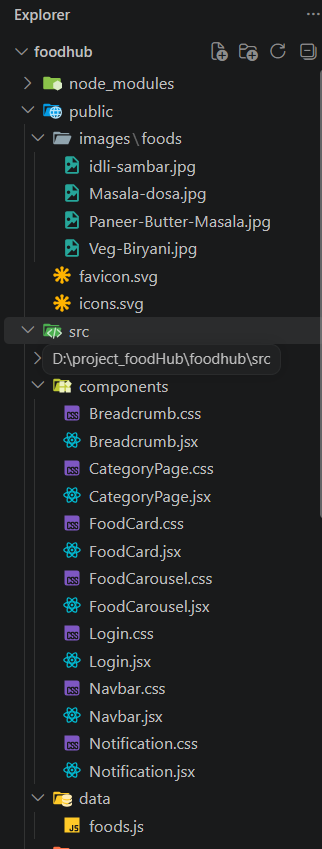 Explorer
foodhub
node_modules
public
images\foods
idli-sambar.jpg
Masala-dosa.jpg
Paneer-Butter-Masala.jpg
Veg-Biryani.jpg
favicon.svg
icons.svg
src
D:\project_foodHub\foodhub\src
components
Breadcrumb.css
Breadcrumb.jsx
CategoryPage.css
CategoryPage.jsx
FoodCard.css
FoodCard.jsx
FoodCarousel.css
FoodCarousel.jsx
Login.css
Login.jsx
Navbar.css
Navbar.jsx
Notification.css
Notification.jsx
data
JS foods.js